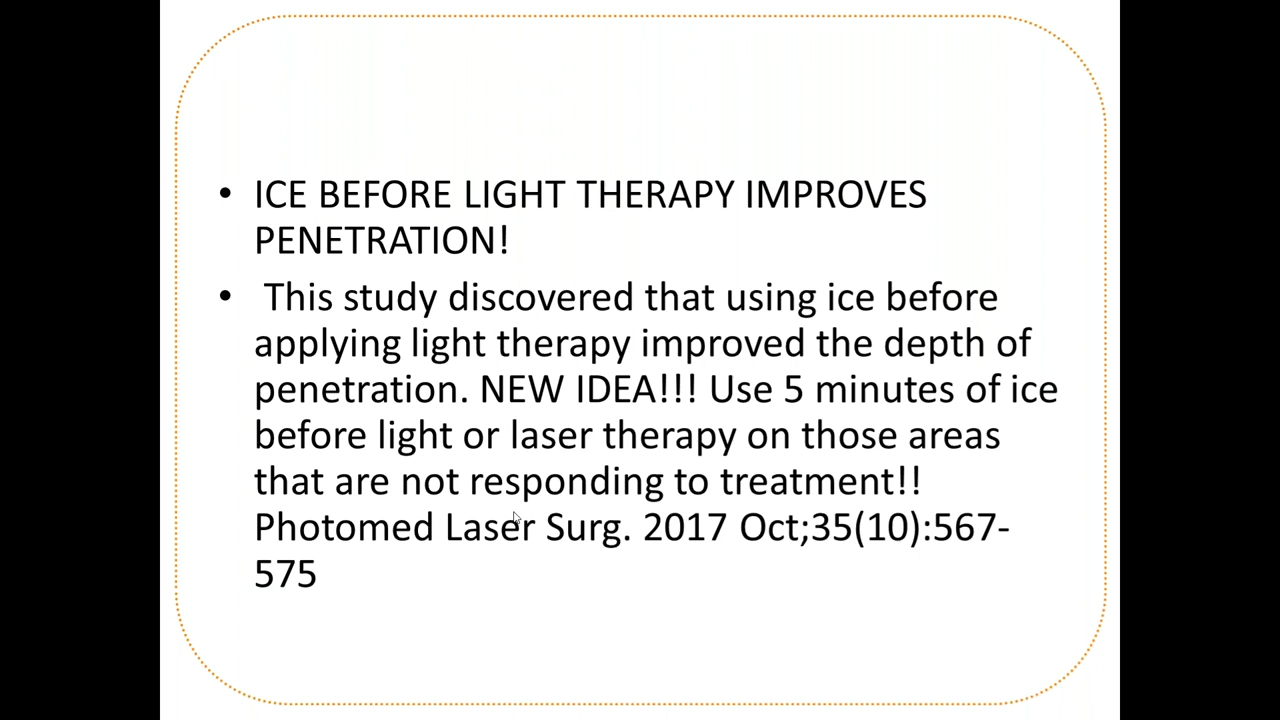 • ICE BEFORE LIGHT THERAPY IMPROVES
PENETRATION!
• This study discovered that using ice before
applying light therapy improved the depth of
penetration. NEW IDEA!!! Use 5 minutes of ice
before light or laser therapy on those areas
that are not responding to treatment!!
Photomed Laser Surg. 2017 Oct;35(10):567-
575